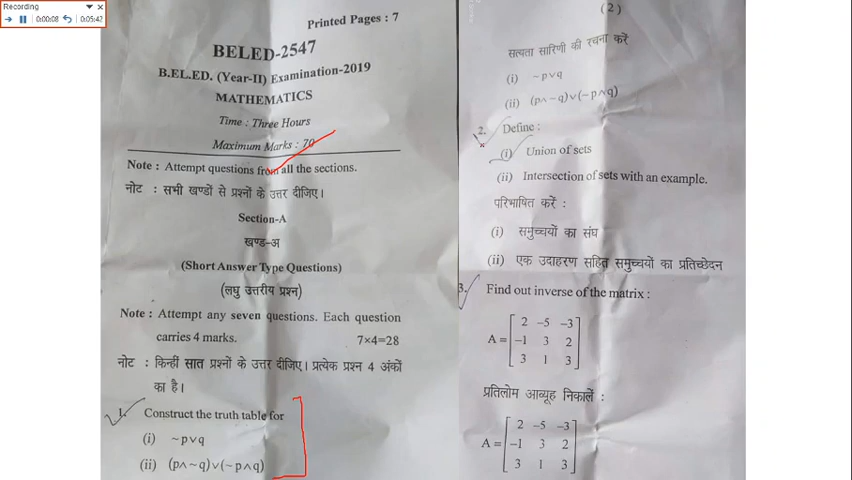 Recording
0:00:08
0:05:42
Printed Pages : 7
BELED-2547
B.EL.ED. (Year-II) Examination-2019
MATHEMATICS
Time : Three Hours
Maximum Marks : 70
Note : Attempt questions from all the sections.
नोट : सभी खण्डों से प्रश्नों के उत्तर दीजिए।
Section-A
खण्ड-अ
(Short Answer Type Questions)
(लघु उत्तरीय प्रश्न)
Note : Attempt any seven questions. Each question
carries 4 marks. 7×4=28
नोट : किन्हीं सात प्रश्नों के उत्तर दीजिए। प्रत्येक प्रश्न 4 अंकों
का है।
1. Construct the truth table for
(i) ~p∨q
(ii) (p∧~q)∨(~p∧q)
(2)
सत्यता सारिणी की रचना करें
(i) ~p∨q
(ii) (p∧~q)∨(~p∧q)
2. Define :
(i) Union of sets
(ii) Intersection of sets with an example.
परिभाषित करें :
(i) समुच्चयों का संघ
(ii) एक उदाहरण सहित समुच्चयों का प्रतिच्छेदन
3. Find out inverse of the matrix :
2 -5 -3
A = -1 3 2
3 1 3
प्रतिलोम आव्यूह निकालें :
2 -5 -3
A = -1 3 2
3 1 3